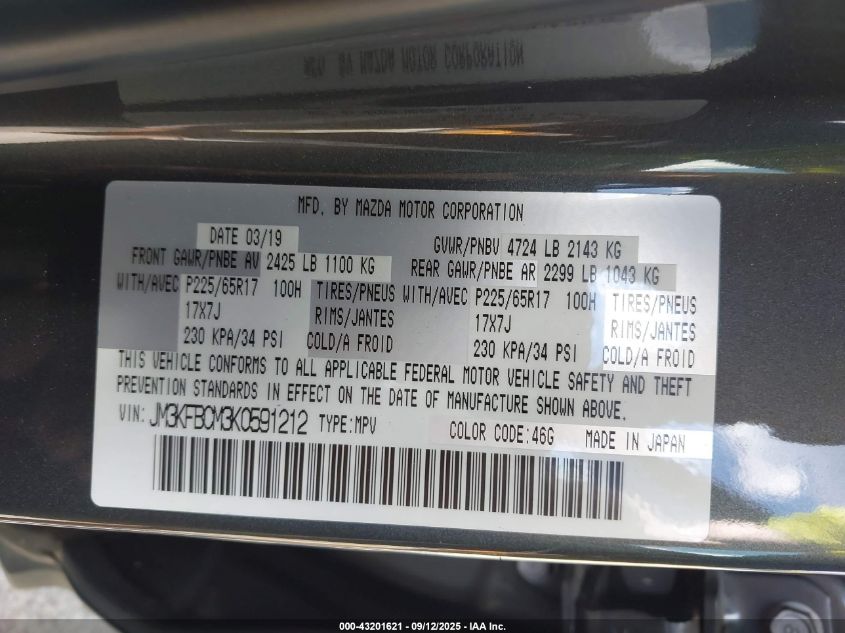 MFD. BY MAZDA MOTOR CORPORATION
MFD. BY MAZDA MOTOR CORPORATION
DATE 03/19 GVWR/PNBV 4724 LB 2143 KG
FRONT GAWR/PNBE AV 2425 LB 1100 KG REAR GAWR/PNBE AR 2299 LB 1043 KG
WITH/AVEC P225/65R17 100H TIRES/PNEUS WITH/AVEC P225/65R17 100H TIRES/PNEUS
17X7J RIMS/JANTES 17X7J RIMS/JANTES
230 KPA/34 PSI COLD/A FROID 230 KPA/34 PSI COLD/A FROID
THIS VEHICLE CONFORMS TO ALL APPLICABLE FEDERAL MOTOR VEHICLE SAFETY AND THEFT
PREVENTION STANDARDS IN EFFECT ON THE DATE OF MANUFACTURE SHOWN ABOVE.
VIN: JM3KFBCM3K0591212 TYPE:MPV COLOR CODE:46G MADE IN JAPAN
000-43201621 - 09/12/2025 - IAA Inc.